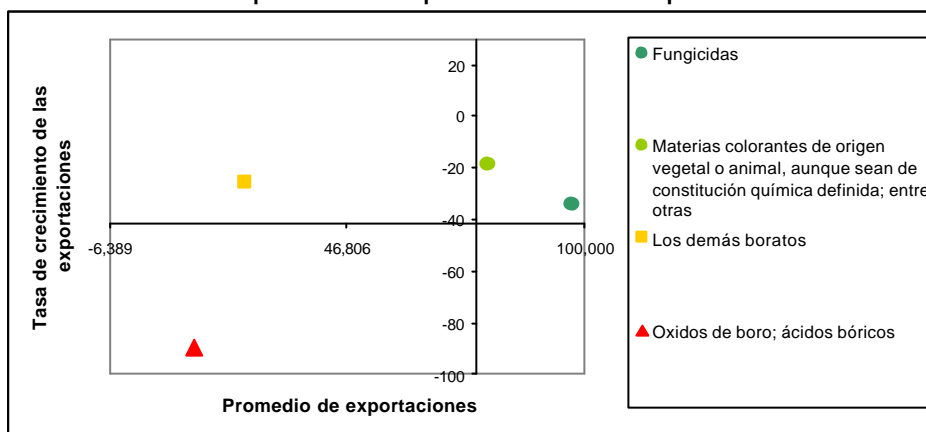 20
0
-20
-40
-60
-80
-100
-6,389
46,806
100,000
Tasa de crecimiento de las
exportaciones
Promedio de exportaciones
Fungicidas
Materias colorantes de origen
vegetal o animal, aunque sean de
constitución química definida; entre
otras
Los demás boratos
Oxidos de boro; ácidos bóricos